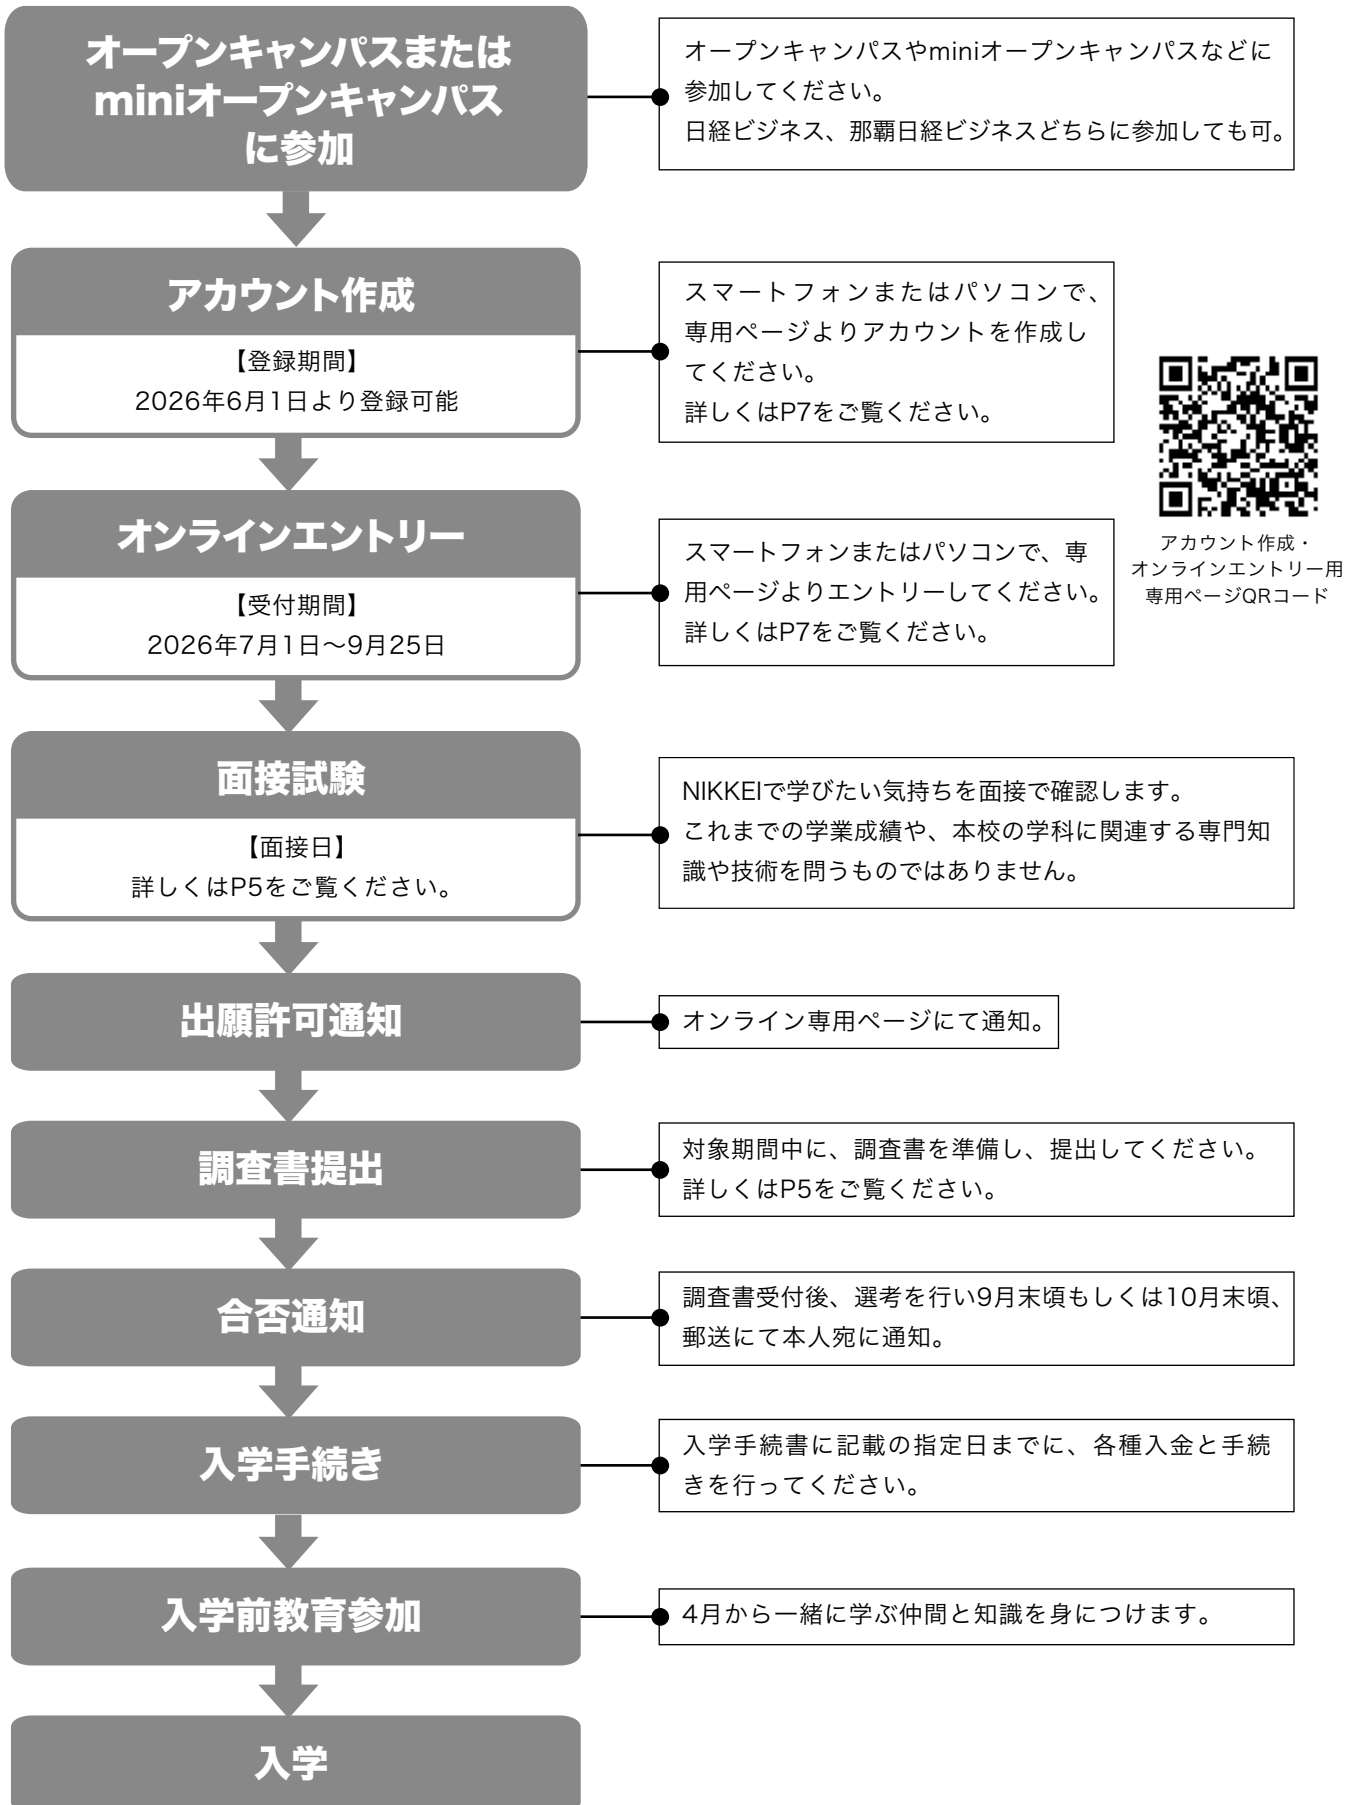 オープンキャンパスまたは
miniオープンキャンパス
に参加
オープンキャンパスやminiオープンキャンパスなどに
参加してください。
日経ビジネス、那覇日経ビジネスどちらに参加しても可。
アカウント作成
【登録期間】
2026年6月1日より登録可能
スマートフォンまたはパソコンで、
専用ページよりアカウントを作成し
てください。
詳しくはP7をご覧ください。
アカウント作成・
オンラインエントリー用
専用ページQRコード
オンラインエントリー
【受付期間】
2026年7月1日〜9月25日
スマートフォンまたはパソコンで、専
用ページよりエントリーしてください。
詳しくはP7をご覧ください。
面接試験
【面接日】
詳しくはP5をご覧ください。
NIKKEIで学びたい気持ちを面接で確認します。
これまでの学業成績や、本校の学科に関連する専門知
識や技術を問うものではありません。
出願許可通知
オンライン専用ページにて通知。
調査書提出
対象期間中に、調査書を準備し、提出してください。
詳しくはP5をご覧ください。
合否通知
調査書受付後、選考を行い9月末頃もしくは10月末頃、
郵送にて本人宛に通知。
入学手続き
入学手続書に記載の指定日までに、各種入金と手続
きを行ってください。
入学前教育参加
4月から一緒に学ぶ仲間と知識を身につけます。
入学